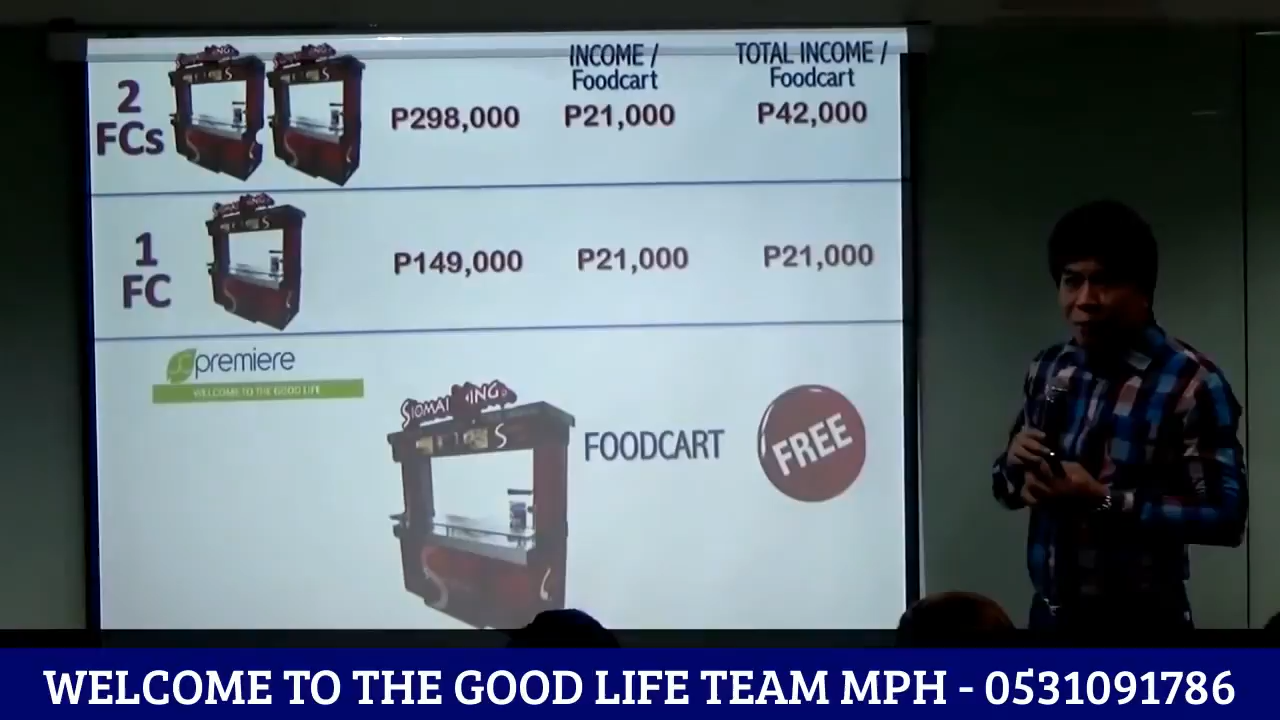 INCOME /
Foodcart
TOTAL INCOME /
Foodcart
2
FCs
P298,000
P21,000
P42,000
1
FC
P149,000
P21,000
P21,000
premiere
WELCOME TO THE GOOD LIFE
SIOMAI KING
FOODCART
FREE
WELCOME TO THE GOOD LIFE TEAM MPH - 0531091786